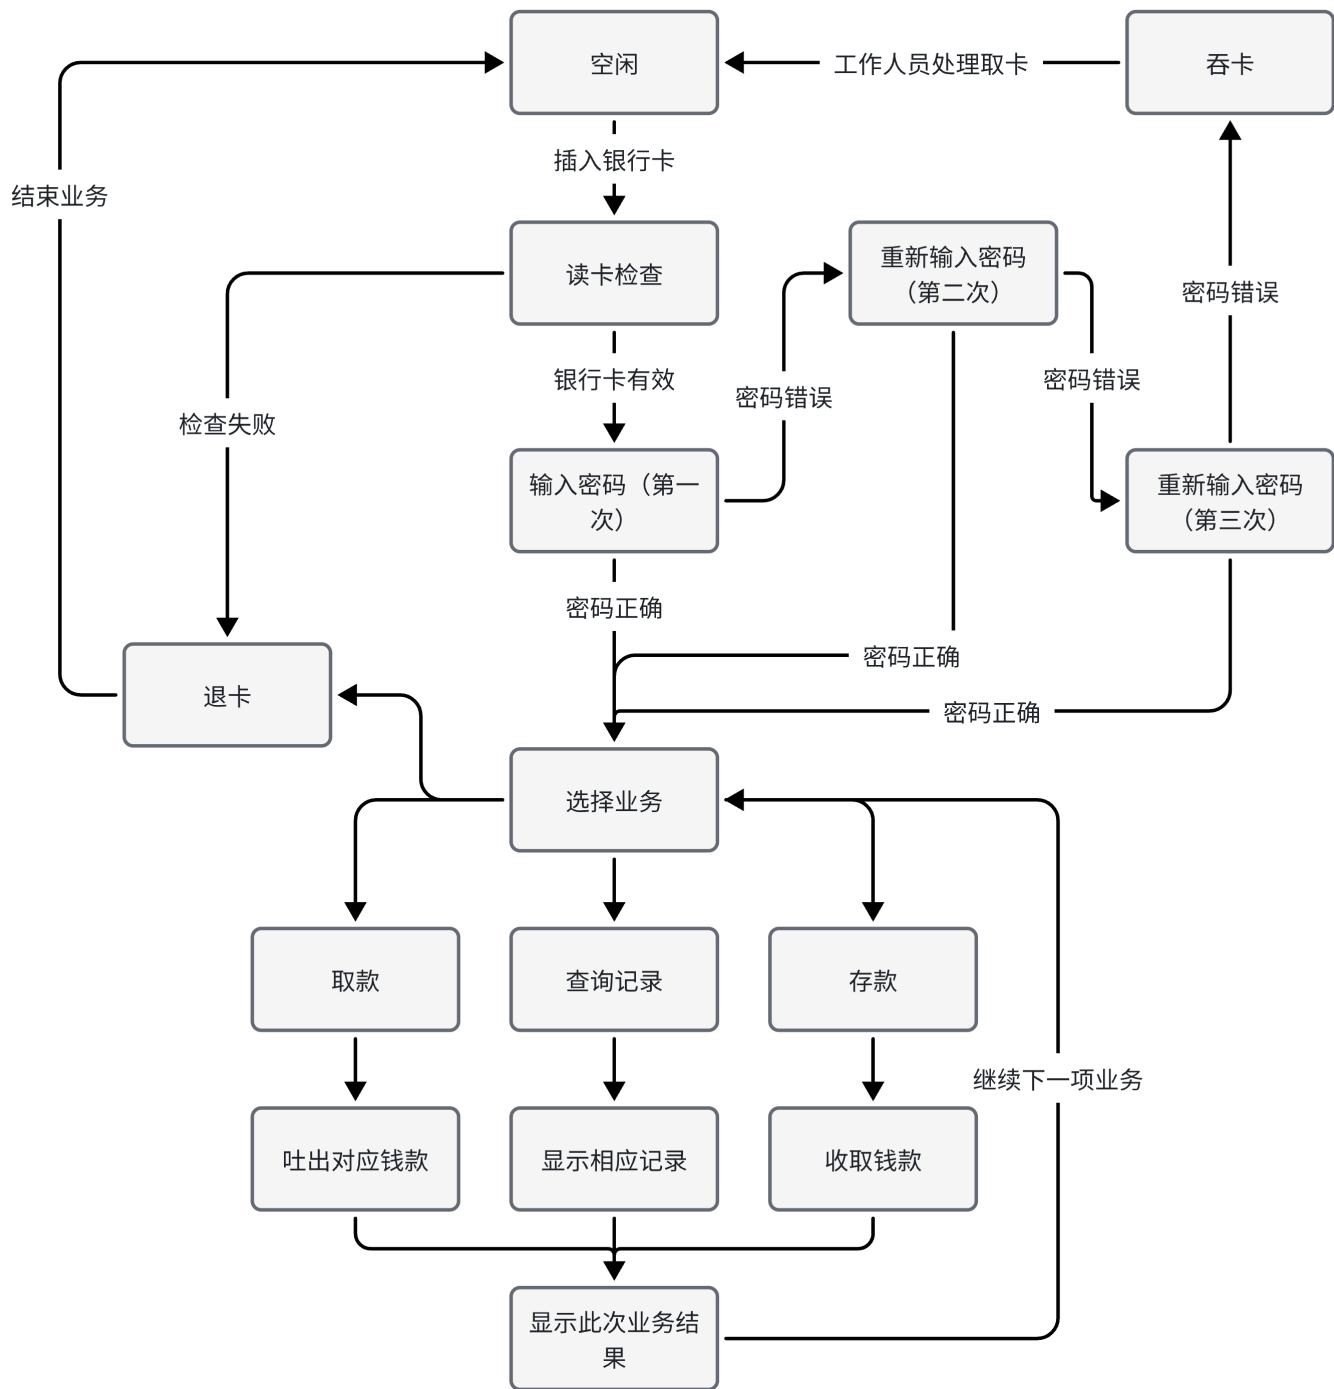 空闲
工作人员处理取卡
吞卡
插入银行卡
结束业务
读卡检查
重新输入密码
（第二次）
密码错误
银行卡有效
密码错误
密码错误
检查失败
输入密码（第一
次）
重新输入密码
（第三次）
密码正确
密码正确
退卡
密码正确
选择业务
取款
查询记录
存款
继续下一项业务
吐出对应钱款
显示相应记录
收取钱款
显示此次业务结
果